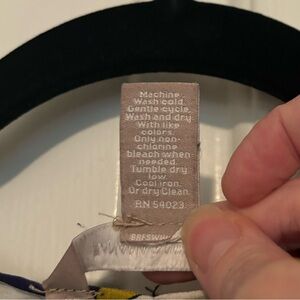 Machine
Wash cold.
Gentle cycle.
Wash and dry
With like
colors.
Only non-
chlorine
bleach when
needed.
Tumble dry
low.
Cool iron.
Or dry Clean.
RN 54023